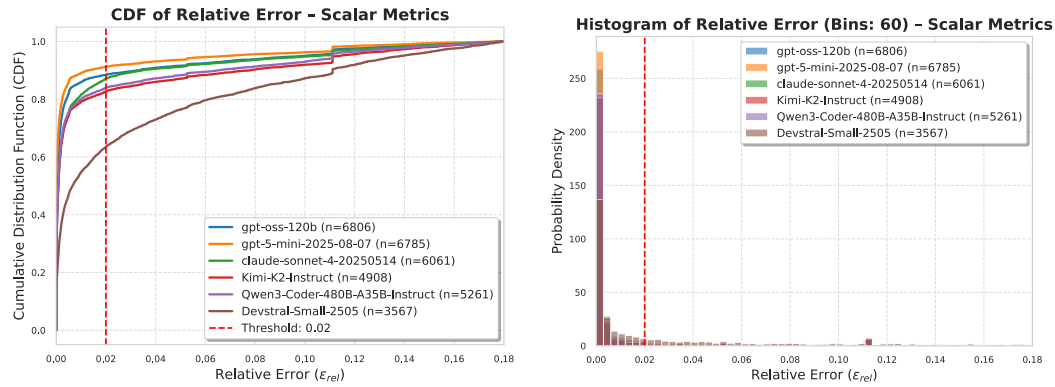 CDF of Relative Error – Scalar Metrics
1.0
0.8
0.6
0.4
0.2
0.0
Cumulative Distribution Function (CDF)
gpt-oss-120b (n=6806)
gpt-5-mini-2025-08-07 (n=6785)
claude-sonnet-4-20250514 (n=6061)
Kimi-K2-Instruct (n=4908)
Qwen3-Coder-480B-A35B-Instruct (n=5261)
Devstral-Small-2505 (n=3567)
Threshold: 0.02
0.00 0.02 0.04 0.06 0.08 0.10 0.12 0.14 0.16 0.18
Relative Error (ε_rel)
Histogram of Relative Error (Bins: 60) – Scalar Metrics
250
200
150
100
50
0
Probability Density
gpt-oss-120b (n=6806)
gpt-5-mini-2025-08-07 (n=6785)
claude-sonnet-4-20250514 (n=6061)
Kimi-K2-Instruct (n=4908)
Qwen3-Coder-480B-A35B-Instruct (n=5261)
Devstral-Small-2505 (n=3567)
0.00 0.02 0.04 0.06 0.08 0.10 0.12 0.14 0.16 0.18
Relative Error (ε_rel)